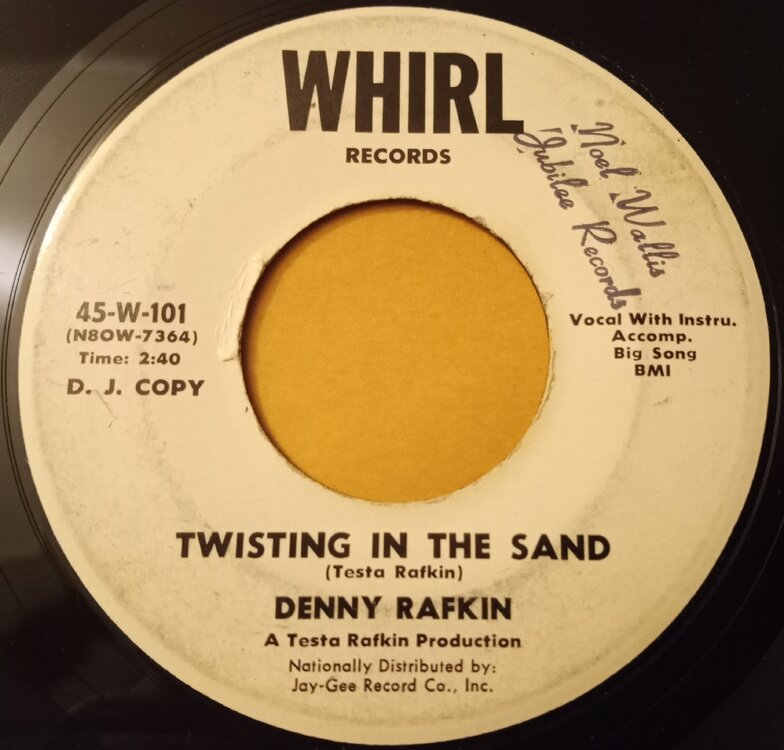 WHIRL
RECORDS
Noel Wallis
Jubilee Records
45-W-101
(N8OW-7364)
Time: 2:40
D. J. COPY
Vocal With Instru.
Accomp.
Big Song
BMI
TWISTING IN THE SAND
(Testa Rafkin)
DENNY RAFKIN
A Testa Rafkin Production
Nationally Distributed by:
Jay-Gee Record Co., Inc.